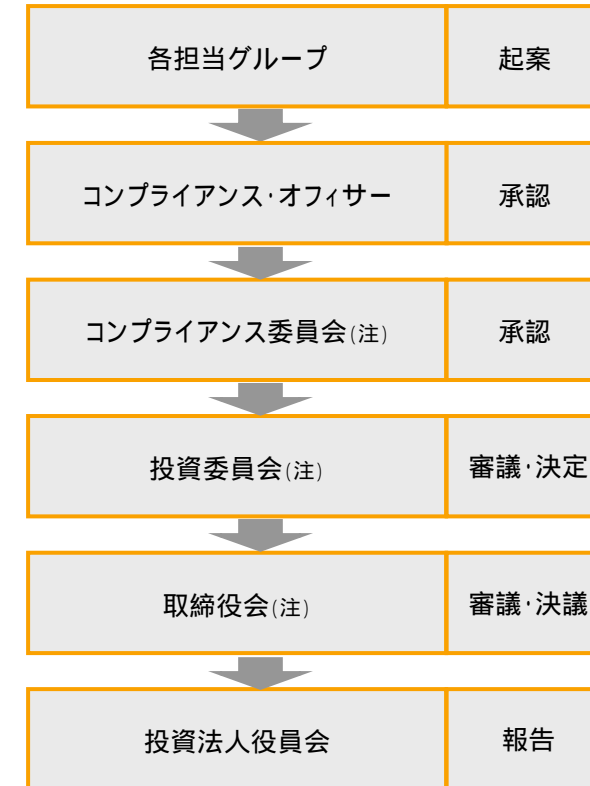 各担当グループ 起案
コンプライアンス・オフィサー 承認
コンプライアンス委員会(注) 承認
投資委員会(注) 審議・決定
取締役会(注) 審議・決議
投資法人役員会 報告